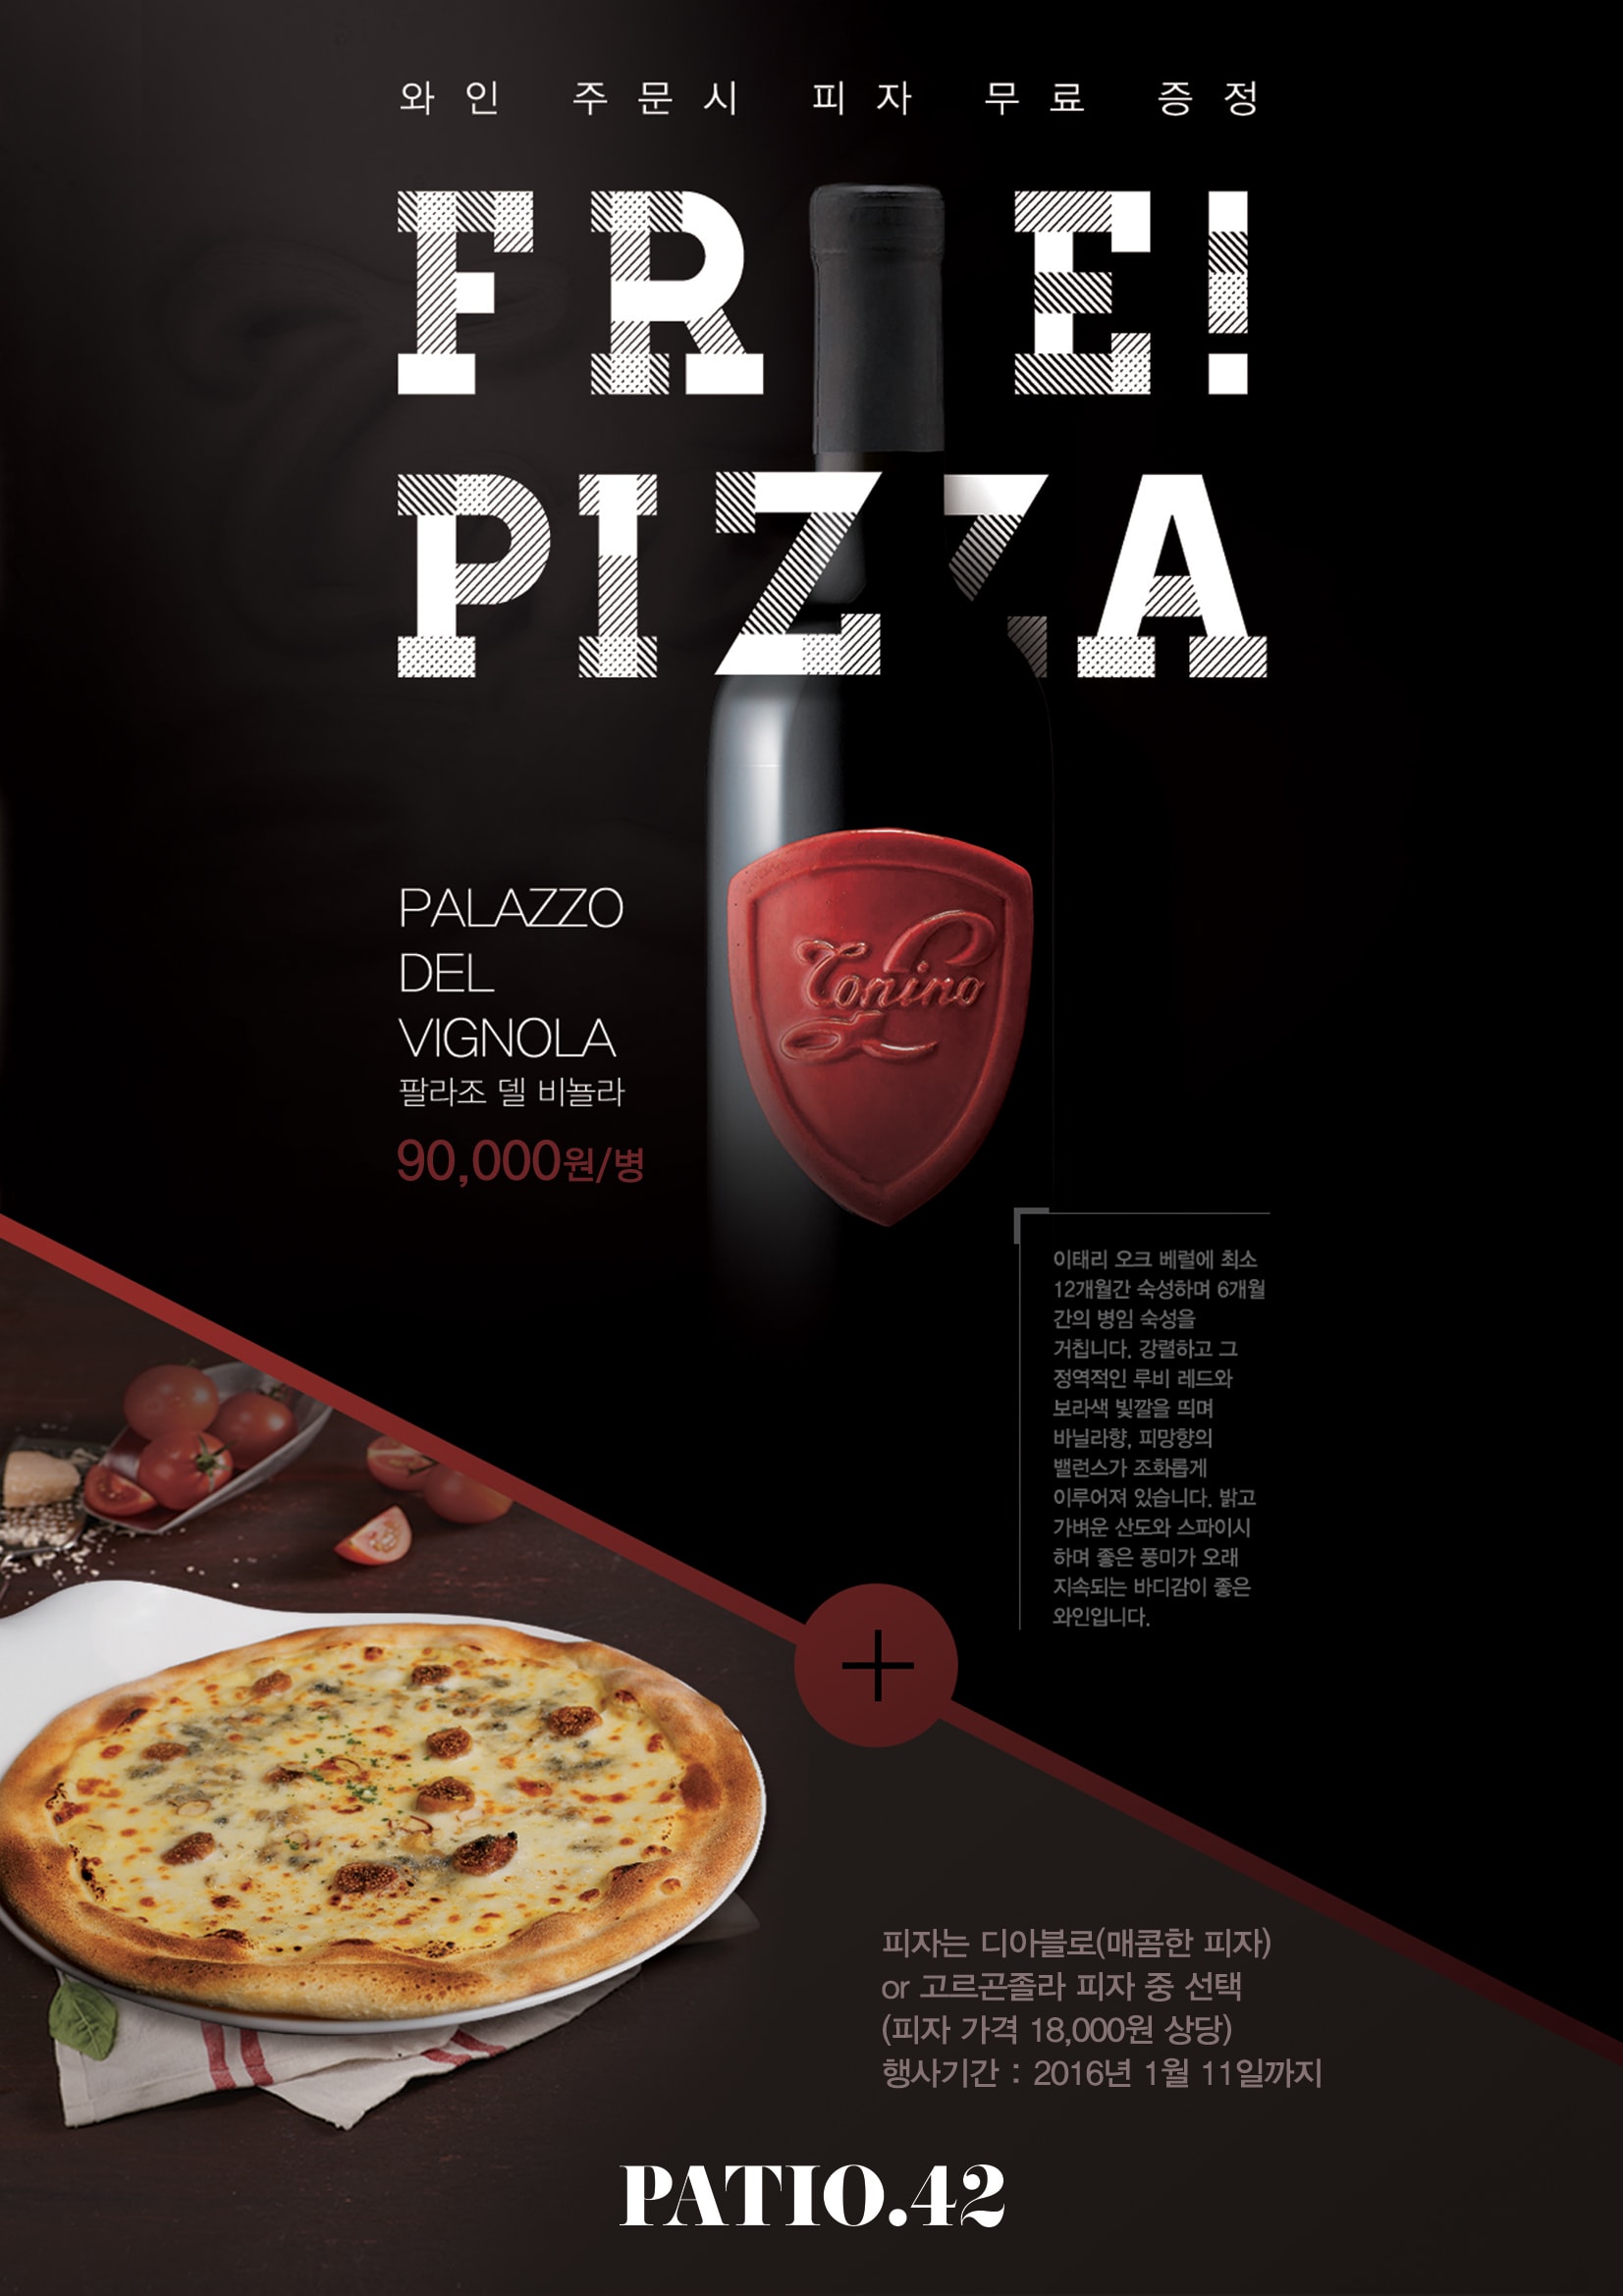 와인 주문시 피자 무료 증정
FR E!
PIZZA
PALAZZO
DEL
VIGNOLA
팔라조 델 비뇰라
90,000원/병
Tonino
이태리 오크 베럴에 최소
12개월간 숙성하며 6개월
간의 병임 숙성을
거칩니다. 강렬하고 그
정역적인 루비 레드와
보라색 빛깔을 띄며
바닐라향, 피망향의
밸런스가 조화롭게
이루어져 있습니다. 밝고
가벼운 산도와 스파이시
하며 좋은 풍미가 오래
지속되는 바디감이 좋은
와인입니다.
피자는 디아블로(매콤한 피자)
or 고르곤졸라 피자 중 선택
(피자 가격 18,000원 상당)
행사기간 : 2016년 1월 11일까지
PATIO.42